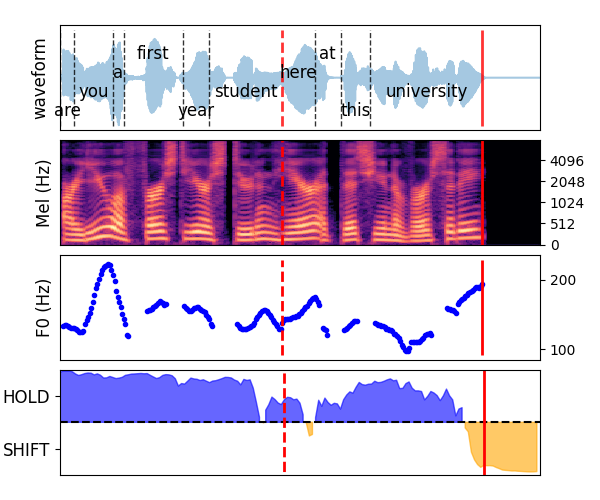 waveform
first
at
a
here
you
student
university
are
year
this
Mel (Hz)
4096
2048
1024
512
0
F0 (Hz)
200
100
HOLD
SHIFT